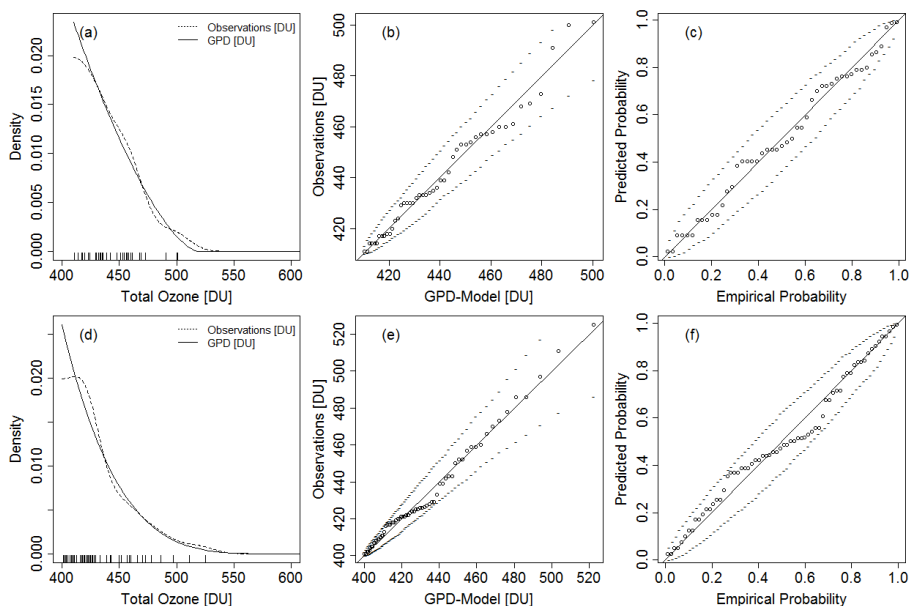 (a)
Observations [DU]
GPD [DU]
Density
0.000 0.005 0.010 0.015 0.020
400 450 500 550 600
Total Ozone [DU]
(b)
Observations [DU]
420 440 460 480 500
420 440 460 480 500
GPD-Model [DU]
(c)
Predicted Probability
0.0 0.2 0.4 0.6 0.8 1.0
0.0 0.2 0.4 0.6 0.8 1.0
Empirical Probability
(d)
Observations [DU]
GPD [DU]
Density
0.000 0.010 0.020
400 450 500 550 600
Total Ozone [DU]
(e)
Observations [DU]
400 420 440 460 480 500 520
400 420 440 460 480 500 520
GPD-Model [DU]
(f)
Predicted Probability
0.0 0.2 0.4 0.6 0.8 1.0
0.0 0.2 0.4 0.6 0.8 1.0
Empirical Probability